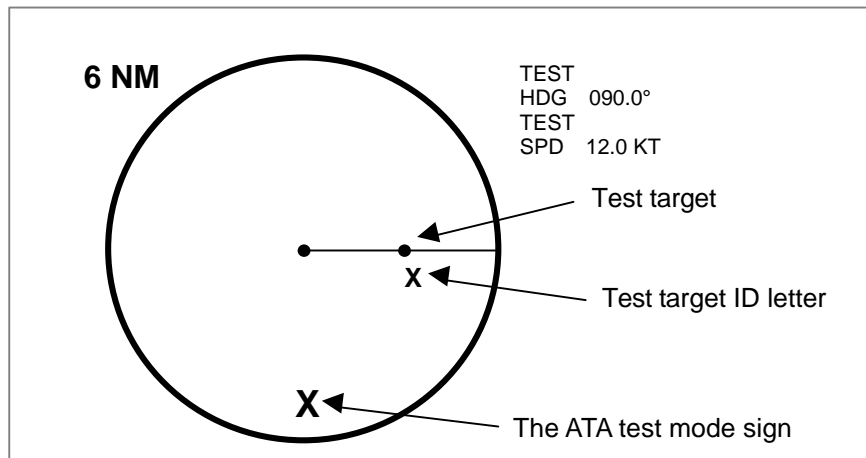 6 NM
TEST
HDG 090.0°
TEST
SPD 12.0 KT
Test target
X
Test target ID letter
X
The ATA test mode sign